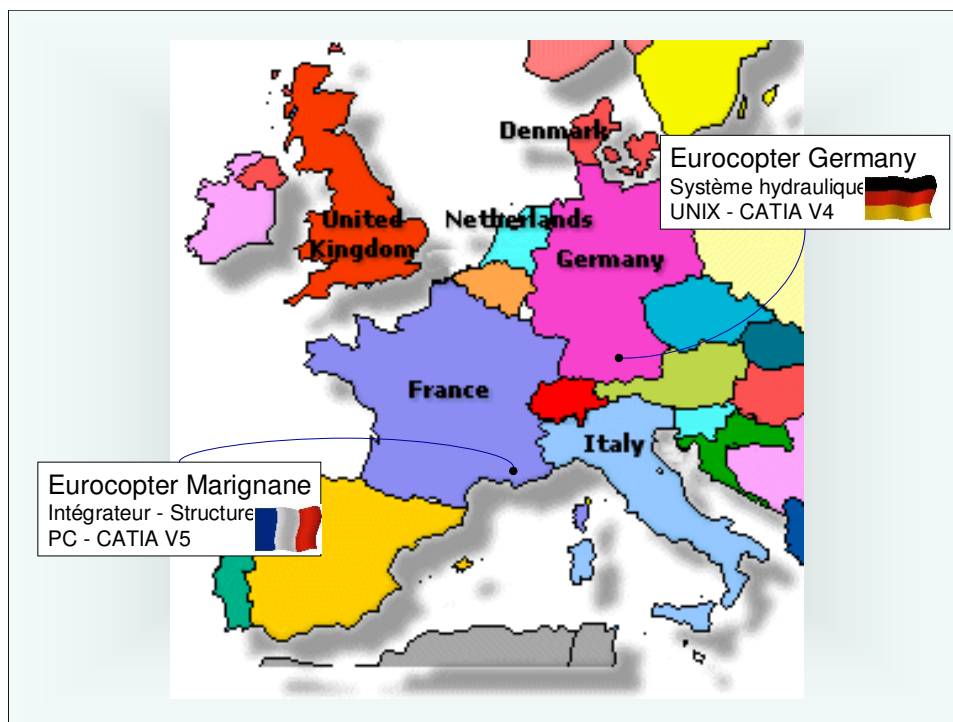 Denmark
Eurocopter Germany
Système hydraulique
UNIX - CATIA V4
United
Kingdom
Netherlands
Germany
France
Italy
Eurocopter Marignane
Intégrateur - Structure
PC - CATIA V5